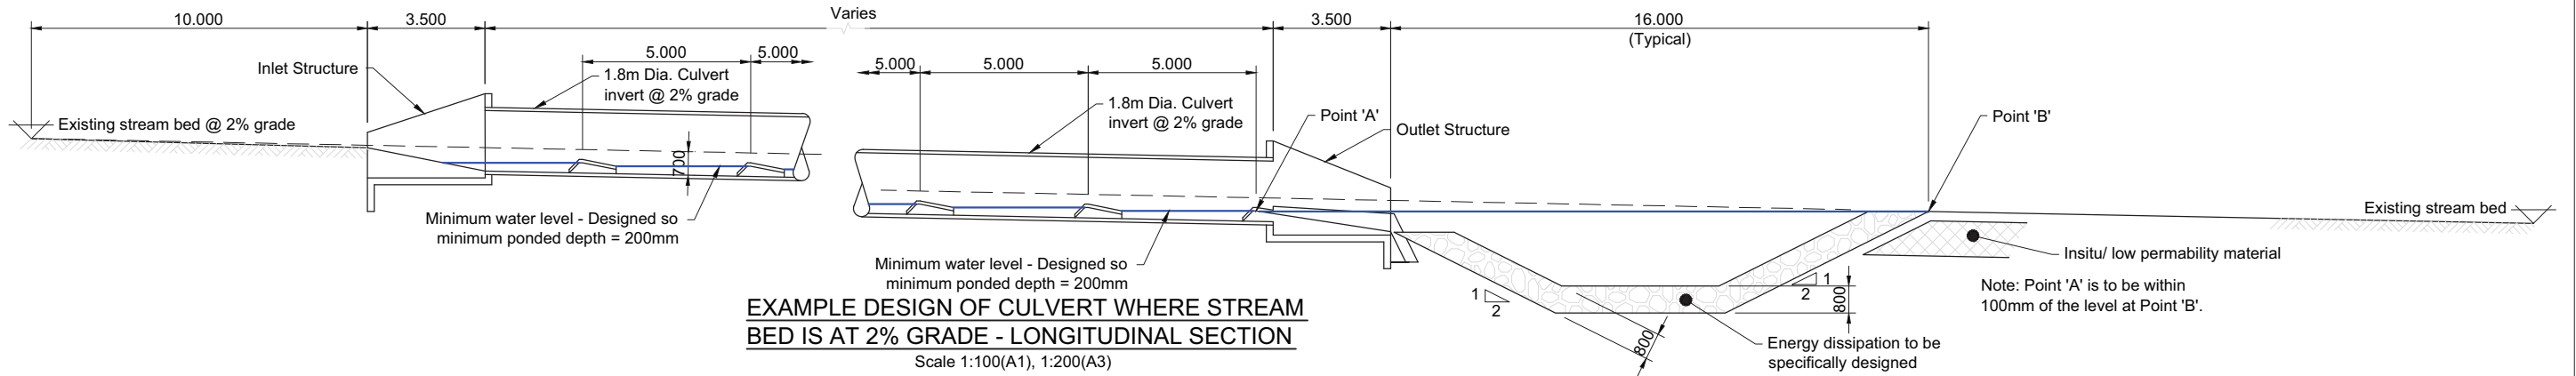 10.000
3.500
Varies
3.500
16.000
(Typical)
5.000
5.000
5.000
5.000
5.000
Inlet Structure
1.8m Dia. Culvert
invert @ 2% grade
1.8m Dia. Culvert
invert @ 2% grade
Point 'A'
Outlet Structure
Point 'B'
Existing stream bed @ 2% grade
700
Existing stream bed
Minimum water level - Designed so
minimum ponded depth = 200mm
Minimum water level - Designed so
minimum ponded depth = 200mm
Insitu/ low permability material
Note: Point 'A' is to be within
100mm of the level at Point 'B'.
1
2
1
2
800
800
Energy dissipation to be
specifically designed
EXAMPLE DESIGN OF CULVERT WHERE STREAM
BED IS AT 2% GRADE - LONGITUDINAL SECTION
Scale 1:100(A1), 1:200(A3)